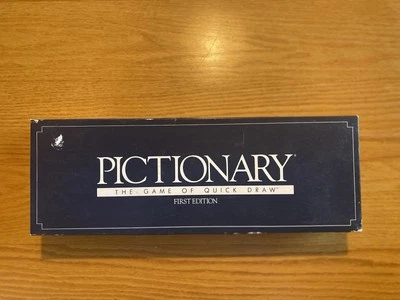 PICTIONARY®
THE GAME OF QUICK DRAW
FIRST EDITION